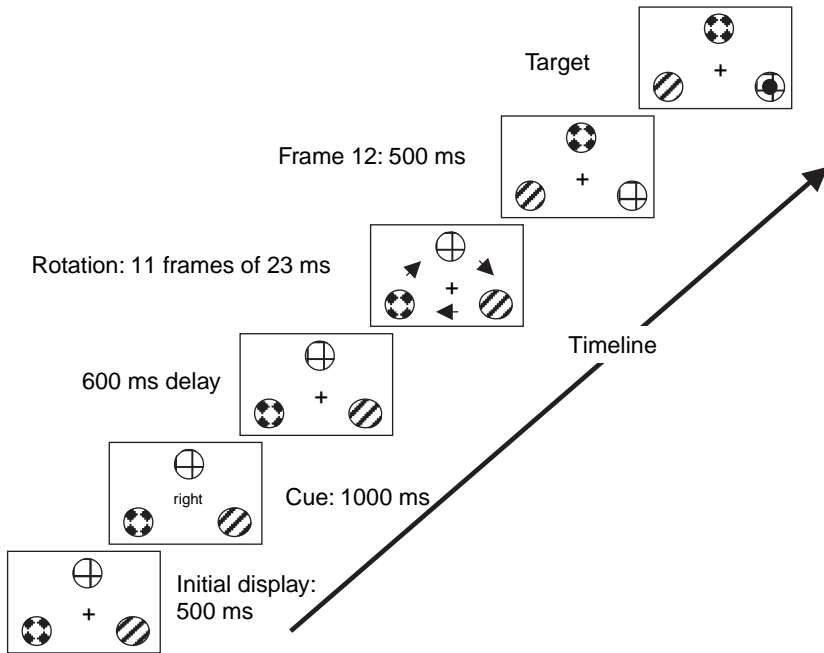 Target
Frame 12: 500 ms
Rotation: 11 frames of 23 ms
Timeline
600 ms delay
right
Cue: 1000 ms
Initial display:
500 ms